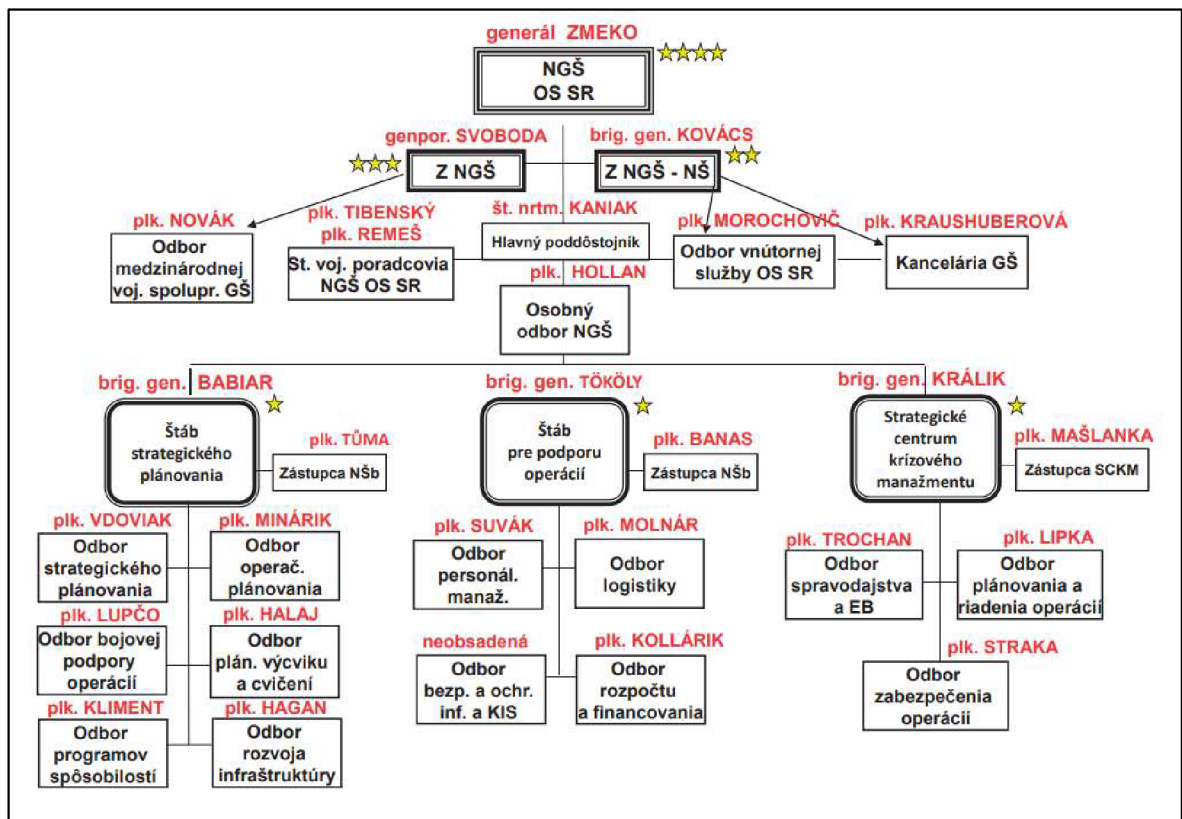 generál ZMEKO
NGŠ
OS SR
genpor. SVOBODA
Z NGŠ
brig. gen. KOVÁCS
Z NGŠ - NŠ
plk. NOVÁK
Odbor
medzinárodnej
voj. spolupr. GŠ
plk. TIBENSKÝ
plk. REMEŠ
St. voj. poradcovia
NGŠ OS SR
št. nrtm. KANIAK
Hlavný poddôstojník
plk. MOROCHOVIČ
Odbor vnútornej
služby OS SR
plk. KRAUSHUBEROVÁ
Kancelária GŠ
plk. HOLLAN
Osobný
odbor NGŠ
brig. gen. BABIAR
Štáb
strategického
plánovania
plk. TŮMA
Zástupca NŠb
plk. VDOVIAK
Odbor
strategického
plánovania
plk. MINÁRIK
Odbor
operač.
plánovania
plk. LUPČO
Odbor bojovej
podpory
operácií
plk. HALAJ
Odbor
plán. výcviku
a cvičení
plk. KLIMENT
Odbor
programov
spôsobilostí
plk. HAGAN
Odbor
rozvoja
infraštruktúry
brig. gen. TÖKÖLY
Štáb
pre podporu
operácií
plk. BANAS
Zástupca NŠb
plk. SUVÁK
Odbor
personál.
manaž.
plk. MOLNÁR
Odbor
logistiky
neobsadená
Odbor
bezp. a ochr.
inf. a KIS
plk. KOLLÁRIK
Odbor
rozpočtu
a financovania
brig. gen. KRÁLIK
Strategické
centrum
krízového
manažmentu
plk. MAŠLANKA
Zástupca SCKM
plk. TROCHAN
Odbor
spravodajstva
a EB
plk. LIPKA
Odbor
plánovania a
riadenia operácií
plk. STRAKA
Odbor
zabezpečenia
operácií